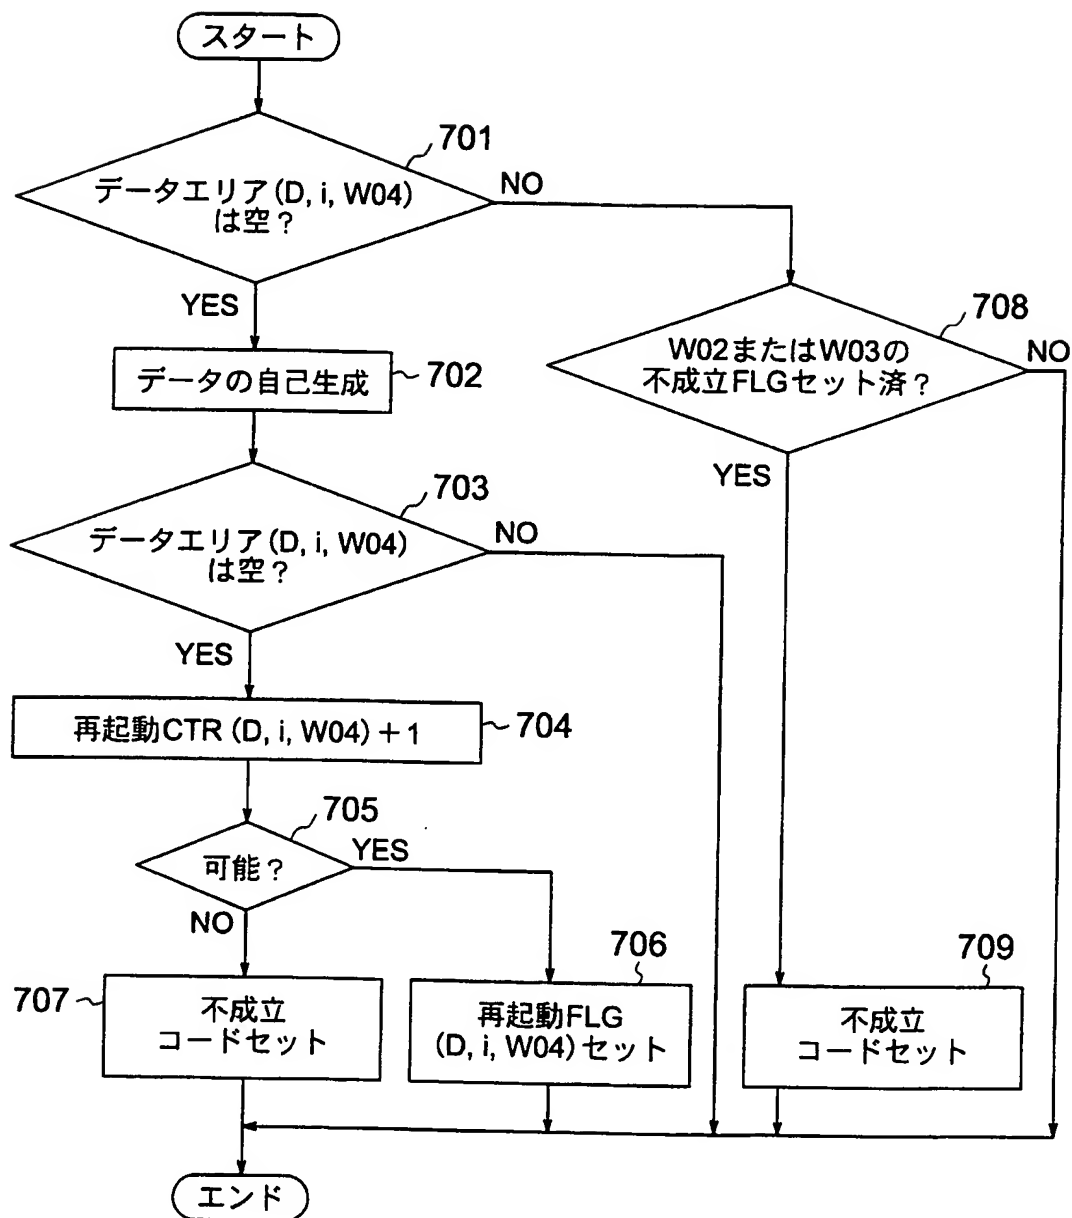 スタート
701
データエリア(D, i, W04)
は空？
NO
YES
708
W02またはW03の
不成立FLGセット済？
NO
YES
データの自己生成
702
703
データエリア(D, i, W04)
は空？
NO
YES
再起動CTR (D, i, W04)＋1
704
705
可能？
YES
NO
707
不成立
コードセット
706
再起動FLG
(D, i, W04) セット
709
不成立
コードセット
エンド